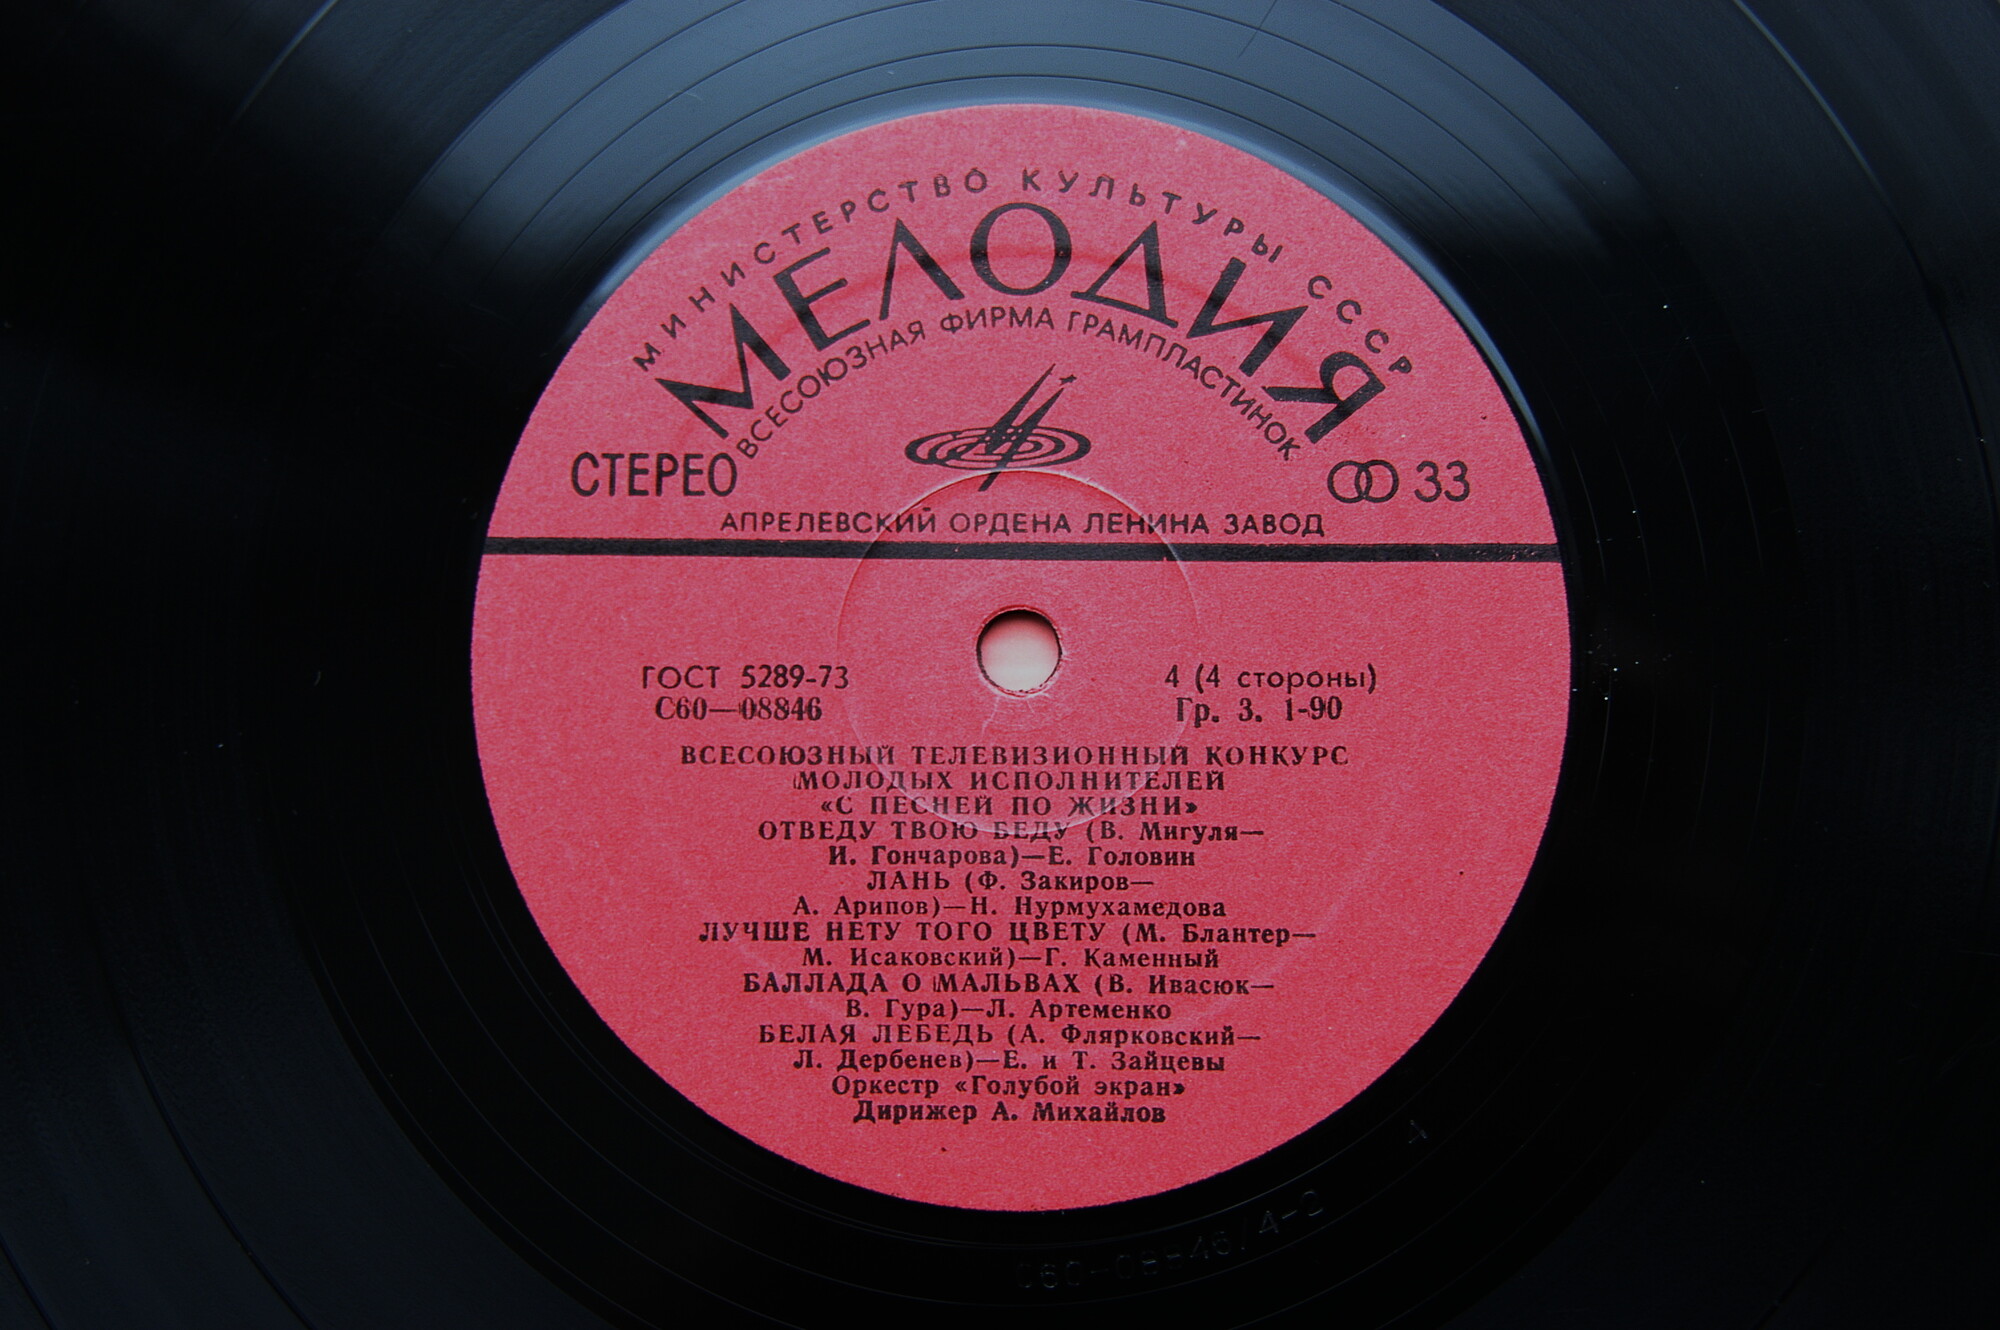 МИНИСТЕРСТВО КУЛЬТУРЫ СССР
МЕЛОДИЯ
ВСЕСОЮЗНАЯ ФИРМА ГРАМПЛАСТИНОК
СТЕРЕО
33
АПРЕЛЕВСКИЙ ОРДЕНА ЛЕНИНА ЗАВОД
ГОСТ 5289-73
4 (4 стороны)
С60—08846
Гр. 3. 1-90
ВСЕСОЮЗНЫЙ ТЕЛЕВИЗИОННЫЙ КОНКУРС
МОЛОДЫХ ИСПОЛНИТЕЛЕЙ
«С ПЕСНЕЙ ПО ЖИЗНИ»
ОТВЕДУ ТВОЮ БЕДУ (В. Мигуля—
И. Гончарова)—Е. Головин
ЛАНЬ (Ф. Закиров—
А. Арипов)—Н. Нурмухамедова
ЛУЧШЕ НЕТУ ТОГО ЦВЕТУ (М. Блантер—
М. Исаковский)—Г. Каменный
БАЛЛАДА О МАЛЬВАХ (В. Ивасюк—
В. Гура)—Л. Артеменко
БЕЛАЯ ЛЕБЕДЬ (А. Флярковский—
Л. Дербенев)—Е. и Т. Зайцевы
Оркестр «Голубой экран»
Дирижер А. Михайлов